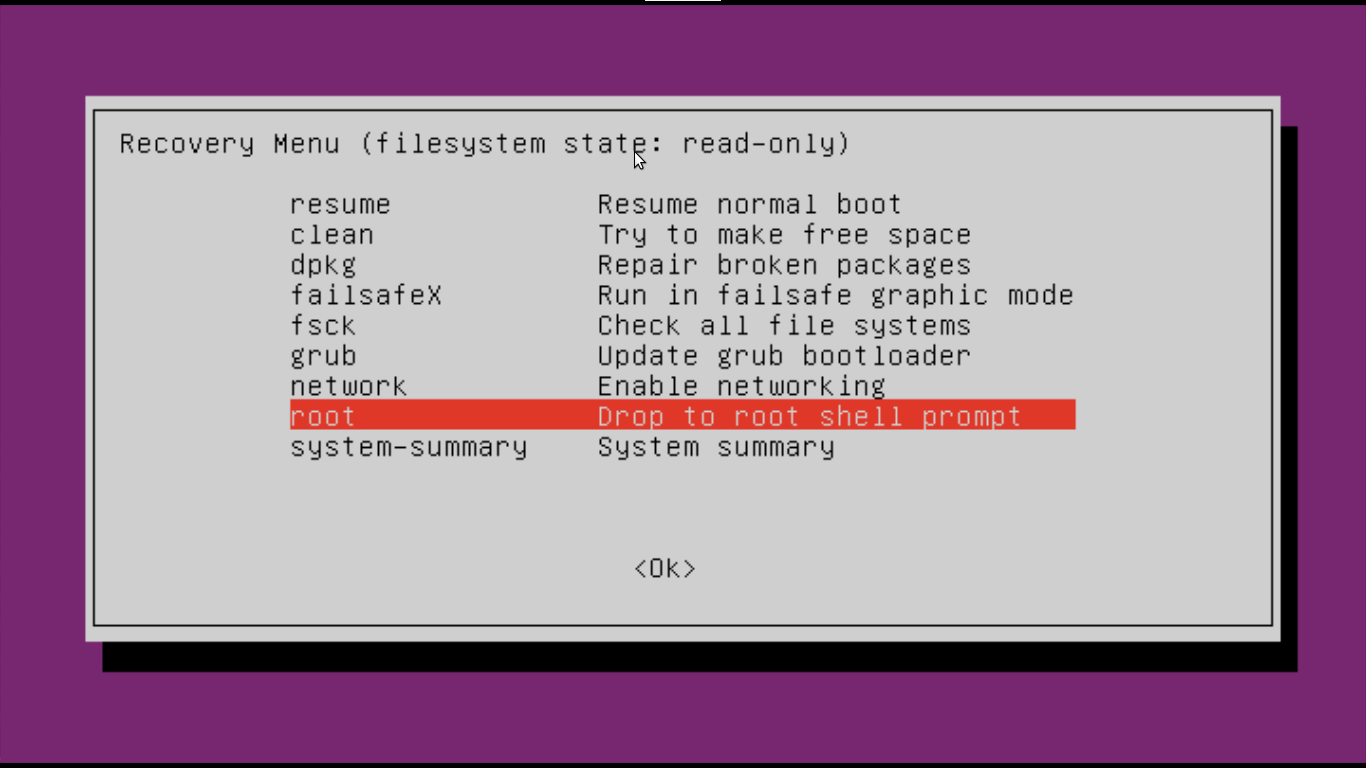 Recovery Menu (filesystem state: read-only)
resume Resume normal boot
clean Try to make free space
dpkg Repair broken packages
failsafeX Run in failsafe graphic mode
fsck Check all file systems
grub Update grub bootloader
network Enable networking
root Drop to root shell prompt
system-summary System summary
<Ok>